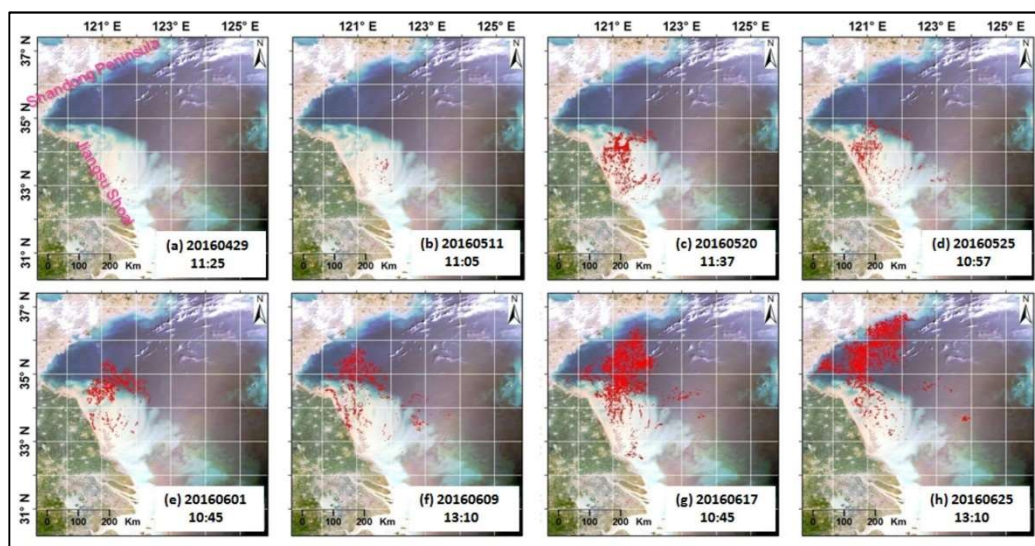 121° E 123° E 125° E 121° E 123° E 125° E 121° E 123° E 125° E 121° E 123° E 125° E
37° N
35° N
33° N
31° N
Shandong Peninsula
Jiangsu Shoal
N
0 100 200 Km
(a) 20160429
11:25
N
0 100 200 Km
(b) 20160511
11:05
N
0 100 200 Km
(c) 20160520
11:37
N
0 100 200 Km
(d) 20160525
10:57
37° N
35° N
33° N
31° N
N
0 100 200 Km
(e) 20160601
10:45
N
0 100 200 Km
(f) 20160609
13:10
N
0 100 200 Km
(g) 20160617
10:45
N
0 100 200 Km
(h) 20160625
13:10